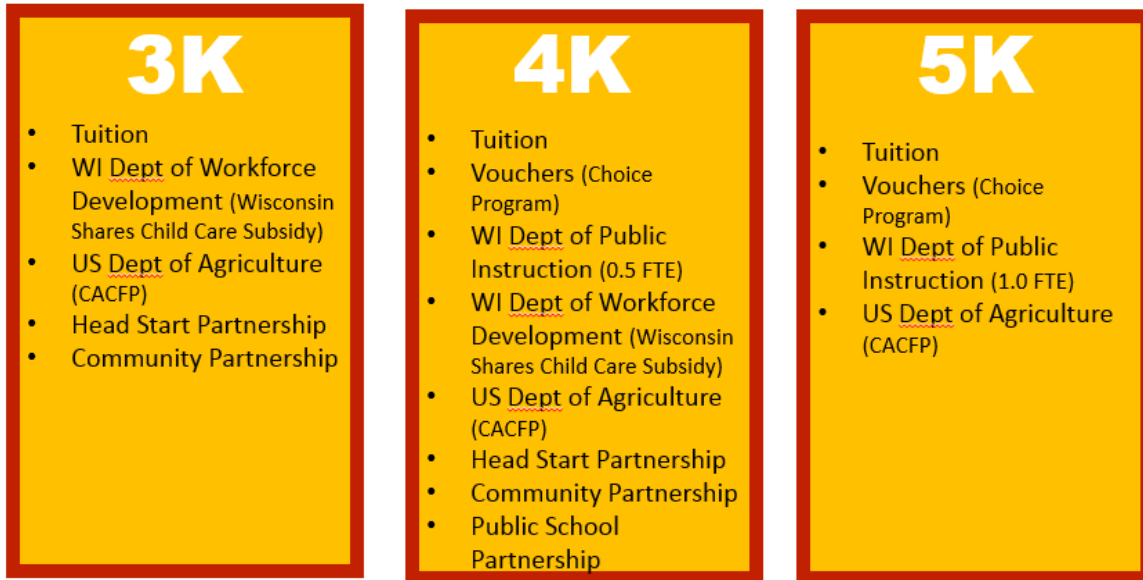 3K
• Tuition
• WI Dept of Workforce
Development (Wisconsin
Shares Child Care Subsidy)
• US Dept of Agriculture
(CACFP)
• Head Start Partnership
• Community Partnership
4K
• Tuition
• Vouchers (Choice
Program)
• WI Dept of Public
Instruction (0.5 FTE)
• WI Dept of Workforce
Development (Wisconsin
Shares Child Care Subsidy)
• US Dept of Agriculture
(CACFP)
• Head Start Partnership
• Community Partnership
• Public School
Partnership
5K
• Tuition
• Vouchers (Choice
Program)
• WI Dept of Public
Instruction (1.0 FTE)
• US Dept of Agriculture
(CACFP)